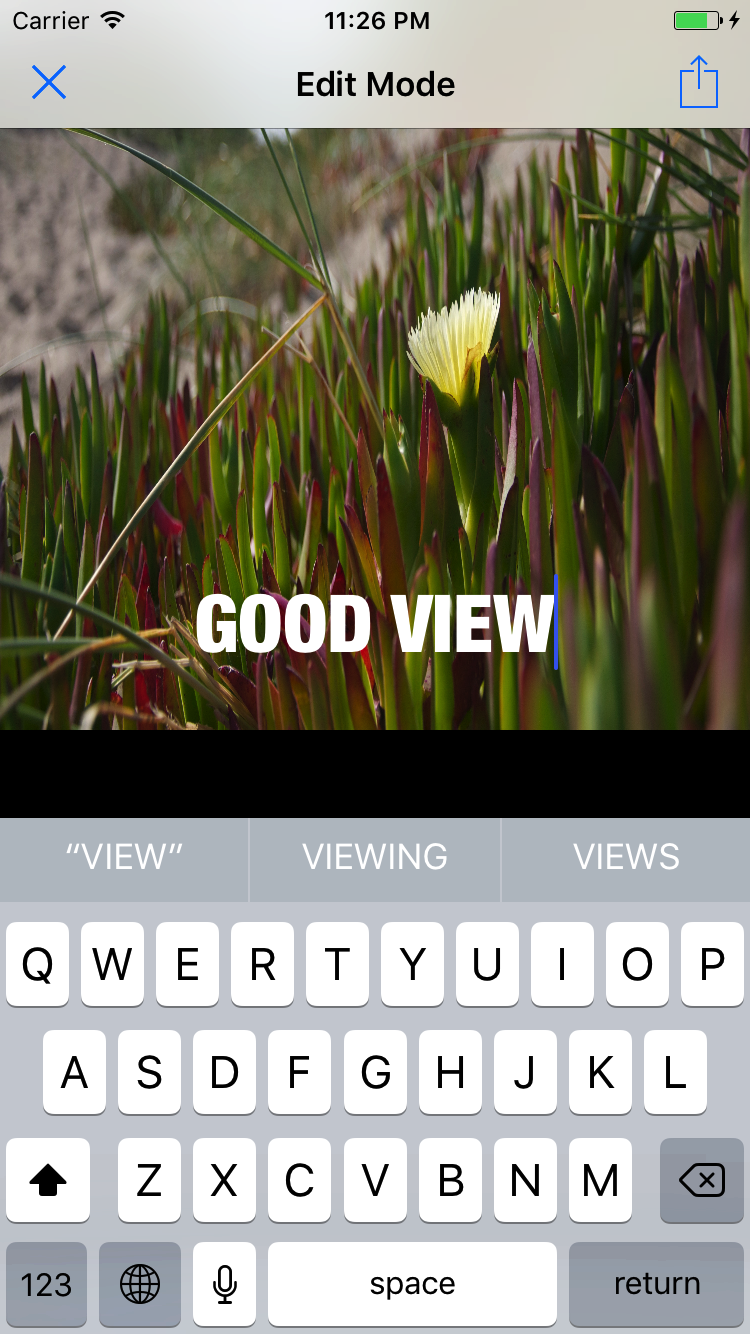 Carrier 11:26 PM
Edit Mode
GOOD VIEW
“VIEW” VIEWING VIEWS
Q W E R T Y U I O P
A S D F G H J K L
Z X C V B N M
123 space return